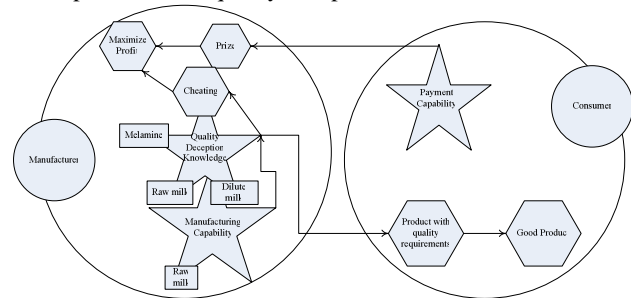 Maximize
Profit
Prize
Cheating
Payment
Capability
Consumer
Melamine
Quality
Deception
Knowledge
Manufacturer
Raw milk
Dilute
milk
Manufacturing
Capability
Product with
quality
requirements
Good Produc
Raw
milk